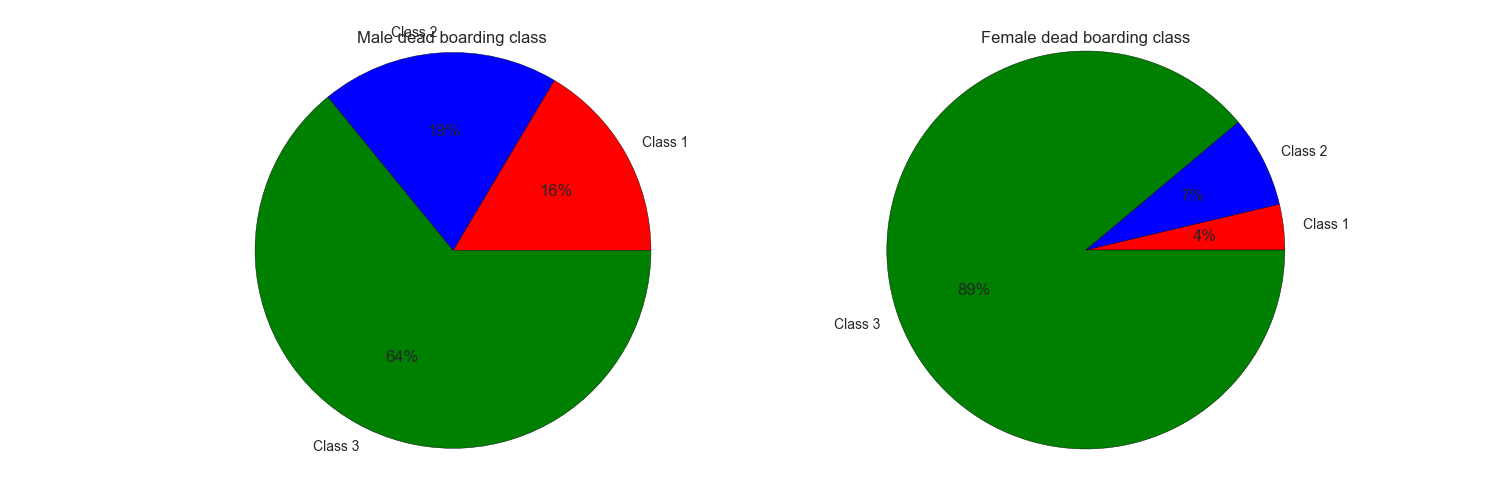 Class 2
Male dead boarding class
19%
Class 1
16%
64%
Class 3
Female dead boarding class
Class 2
7%
Class 1
4%
89%
Class 3